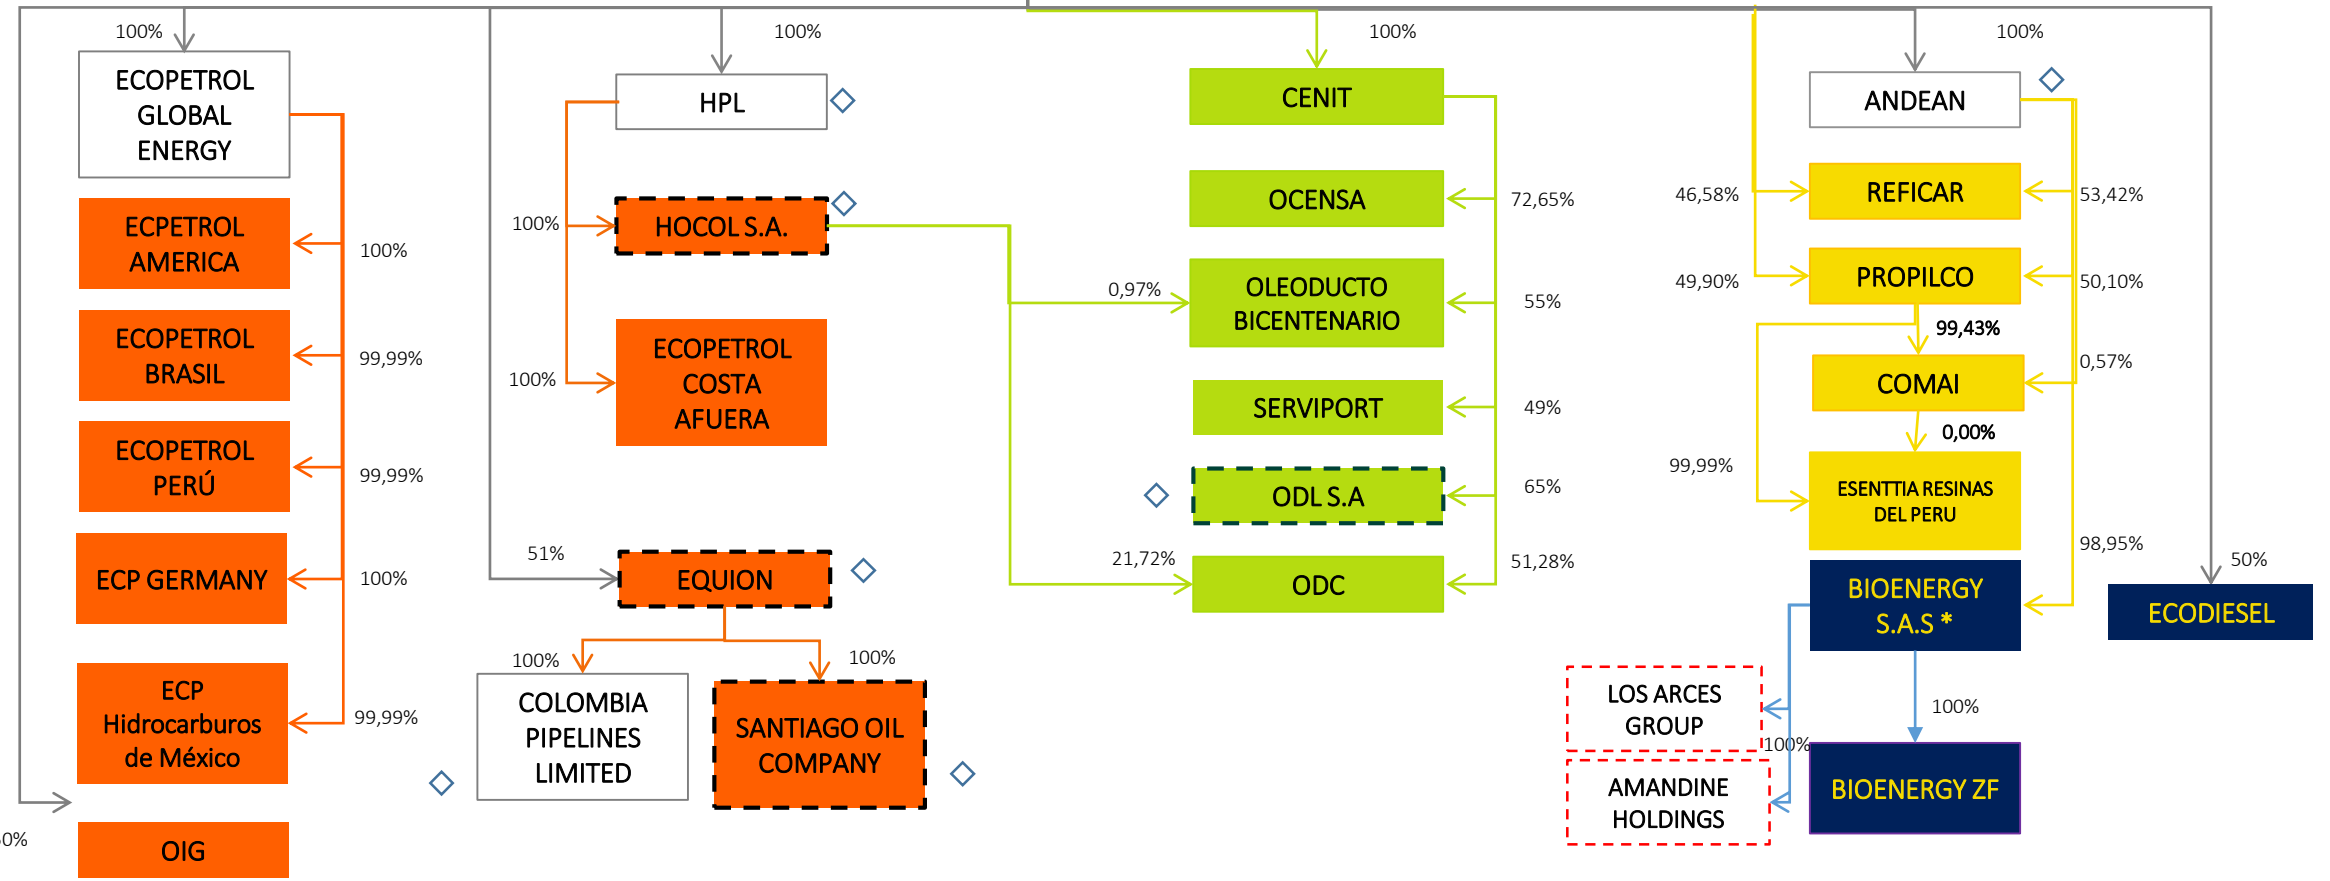 100%
100%
100%
100%
ECOPETROL
GLOBAL
ENERGY
ECPETROL
AMERICA
100%
ECOPETROL
BRASIL
99,99%
ECOPETROL
PERÚ
99,99%
ECP GERMANY
100%
ECP
Hidrocarburos
de México
99,99%
OIG
HPL
100%
HOCOL S.A.
100%
ECOPETROL
COSTA
AFUERA
51%
EQUION
100%
100%
COLOMBIA
PIPELINES
LIMITED
SANTIAGO OIL
COMPANY
CENIT
OCENSA
72,65%
0,97%
OLEODUCTO
BICENTENARIO
55%
SERVIPORT
49%
ODL S.A
65%
21,72%
ODC
51,28%
ANDEAN
46,58%
REFICAR
53,42%
49,90%
PROPILCO
50,10%
99,43%
COMAI
0,57%
0,00%
99,99%
ESENTTIA RESINAS
DEL PERU
98,95%
BIOENERGY
S.A.S *
50%
ECODIESEL
LOS ARCES
GROUP
100%
100%
AMANDINE
HOLDINGS
BIOENERGY ZF